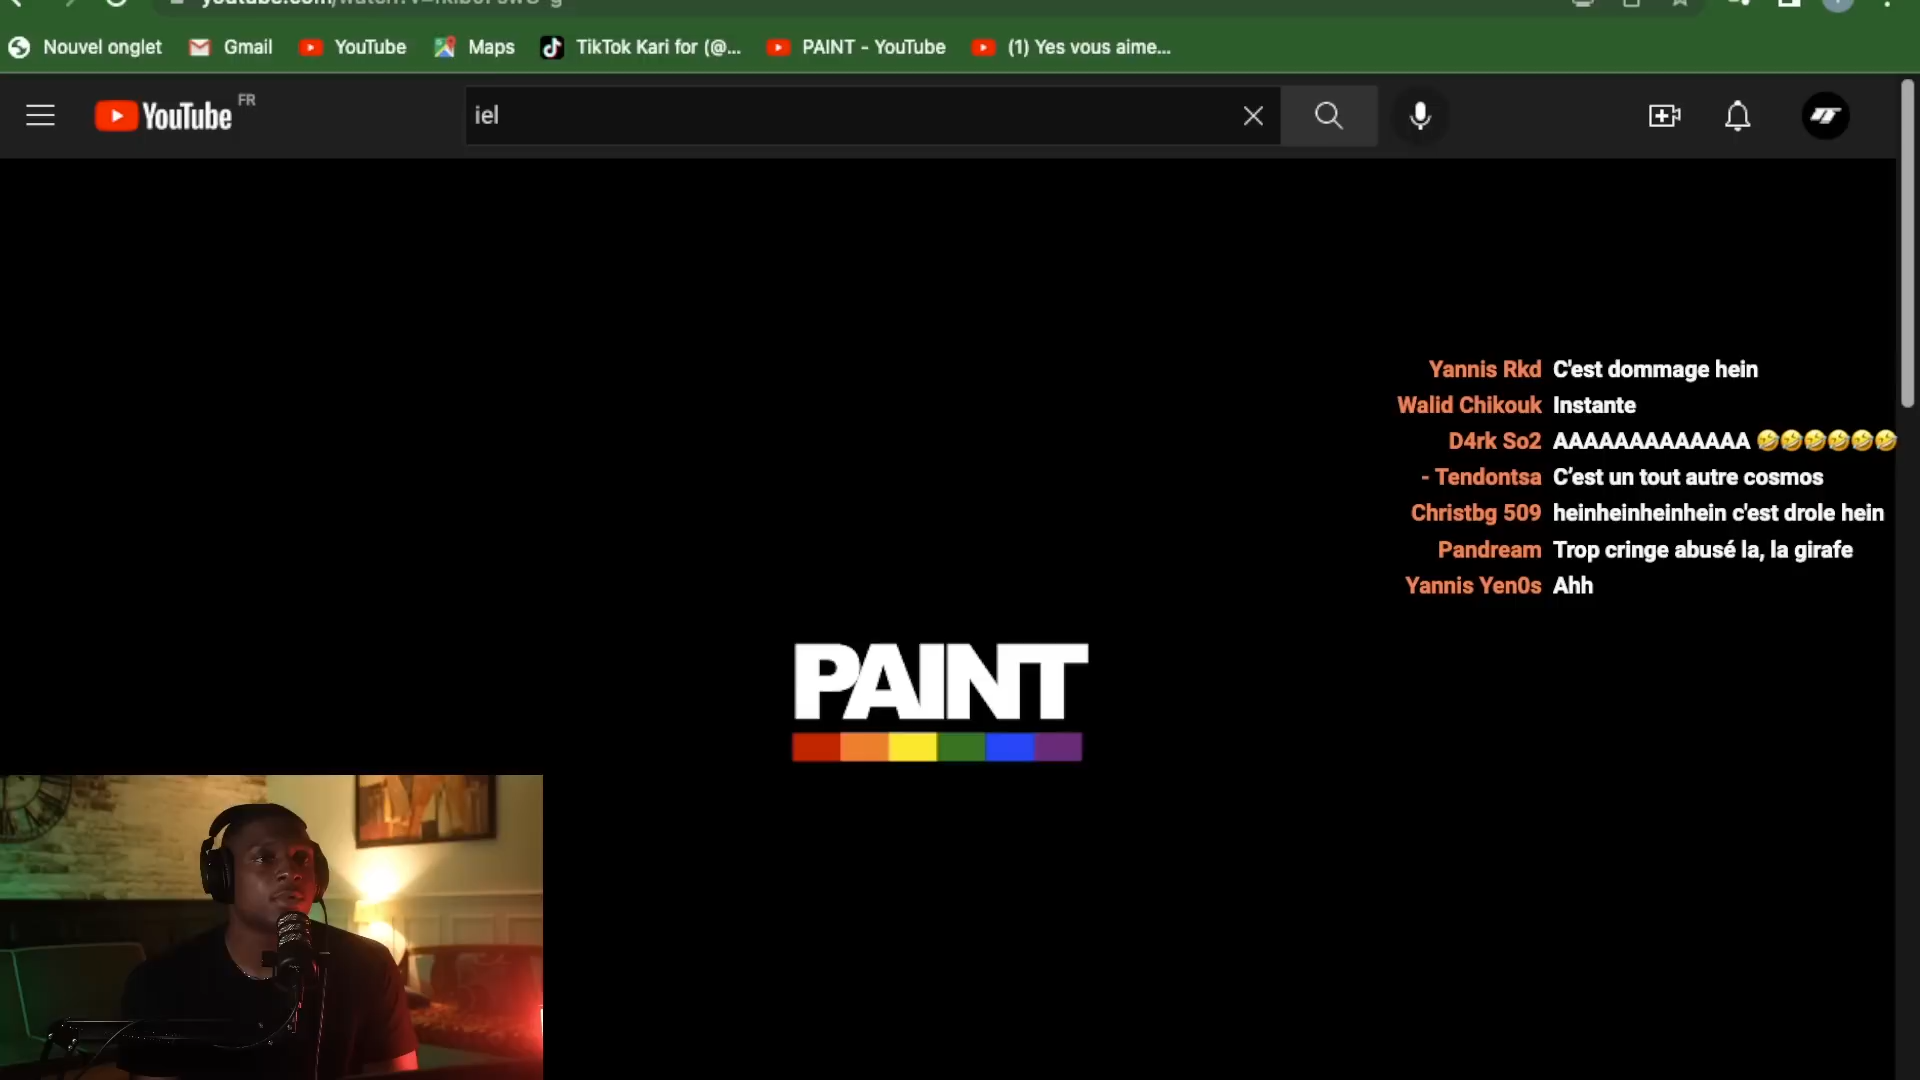 Nouvel onglet Gmail YouTube Maps TikTok Kari for (@... PAINT - YouTube (1) Yes vous aime...
YouTube FR
iel
Yannis Rkd C'est dommage hein
Walid Chikouk Instante
D4rk So2 AAAAAAAAAAAAA 🤣🤣🤣🤣🤣🤣
- Tendontsa C’est un tout autre cosmos
Christbg 509 heinheinheinhein c'est drole hein
Pandream Trop cringe abusé la, la girafe
Yannis Yen0s Ahh
PAINT